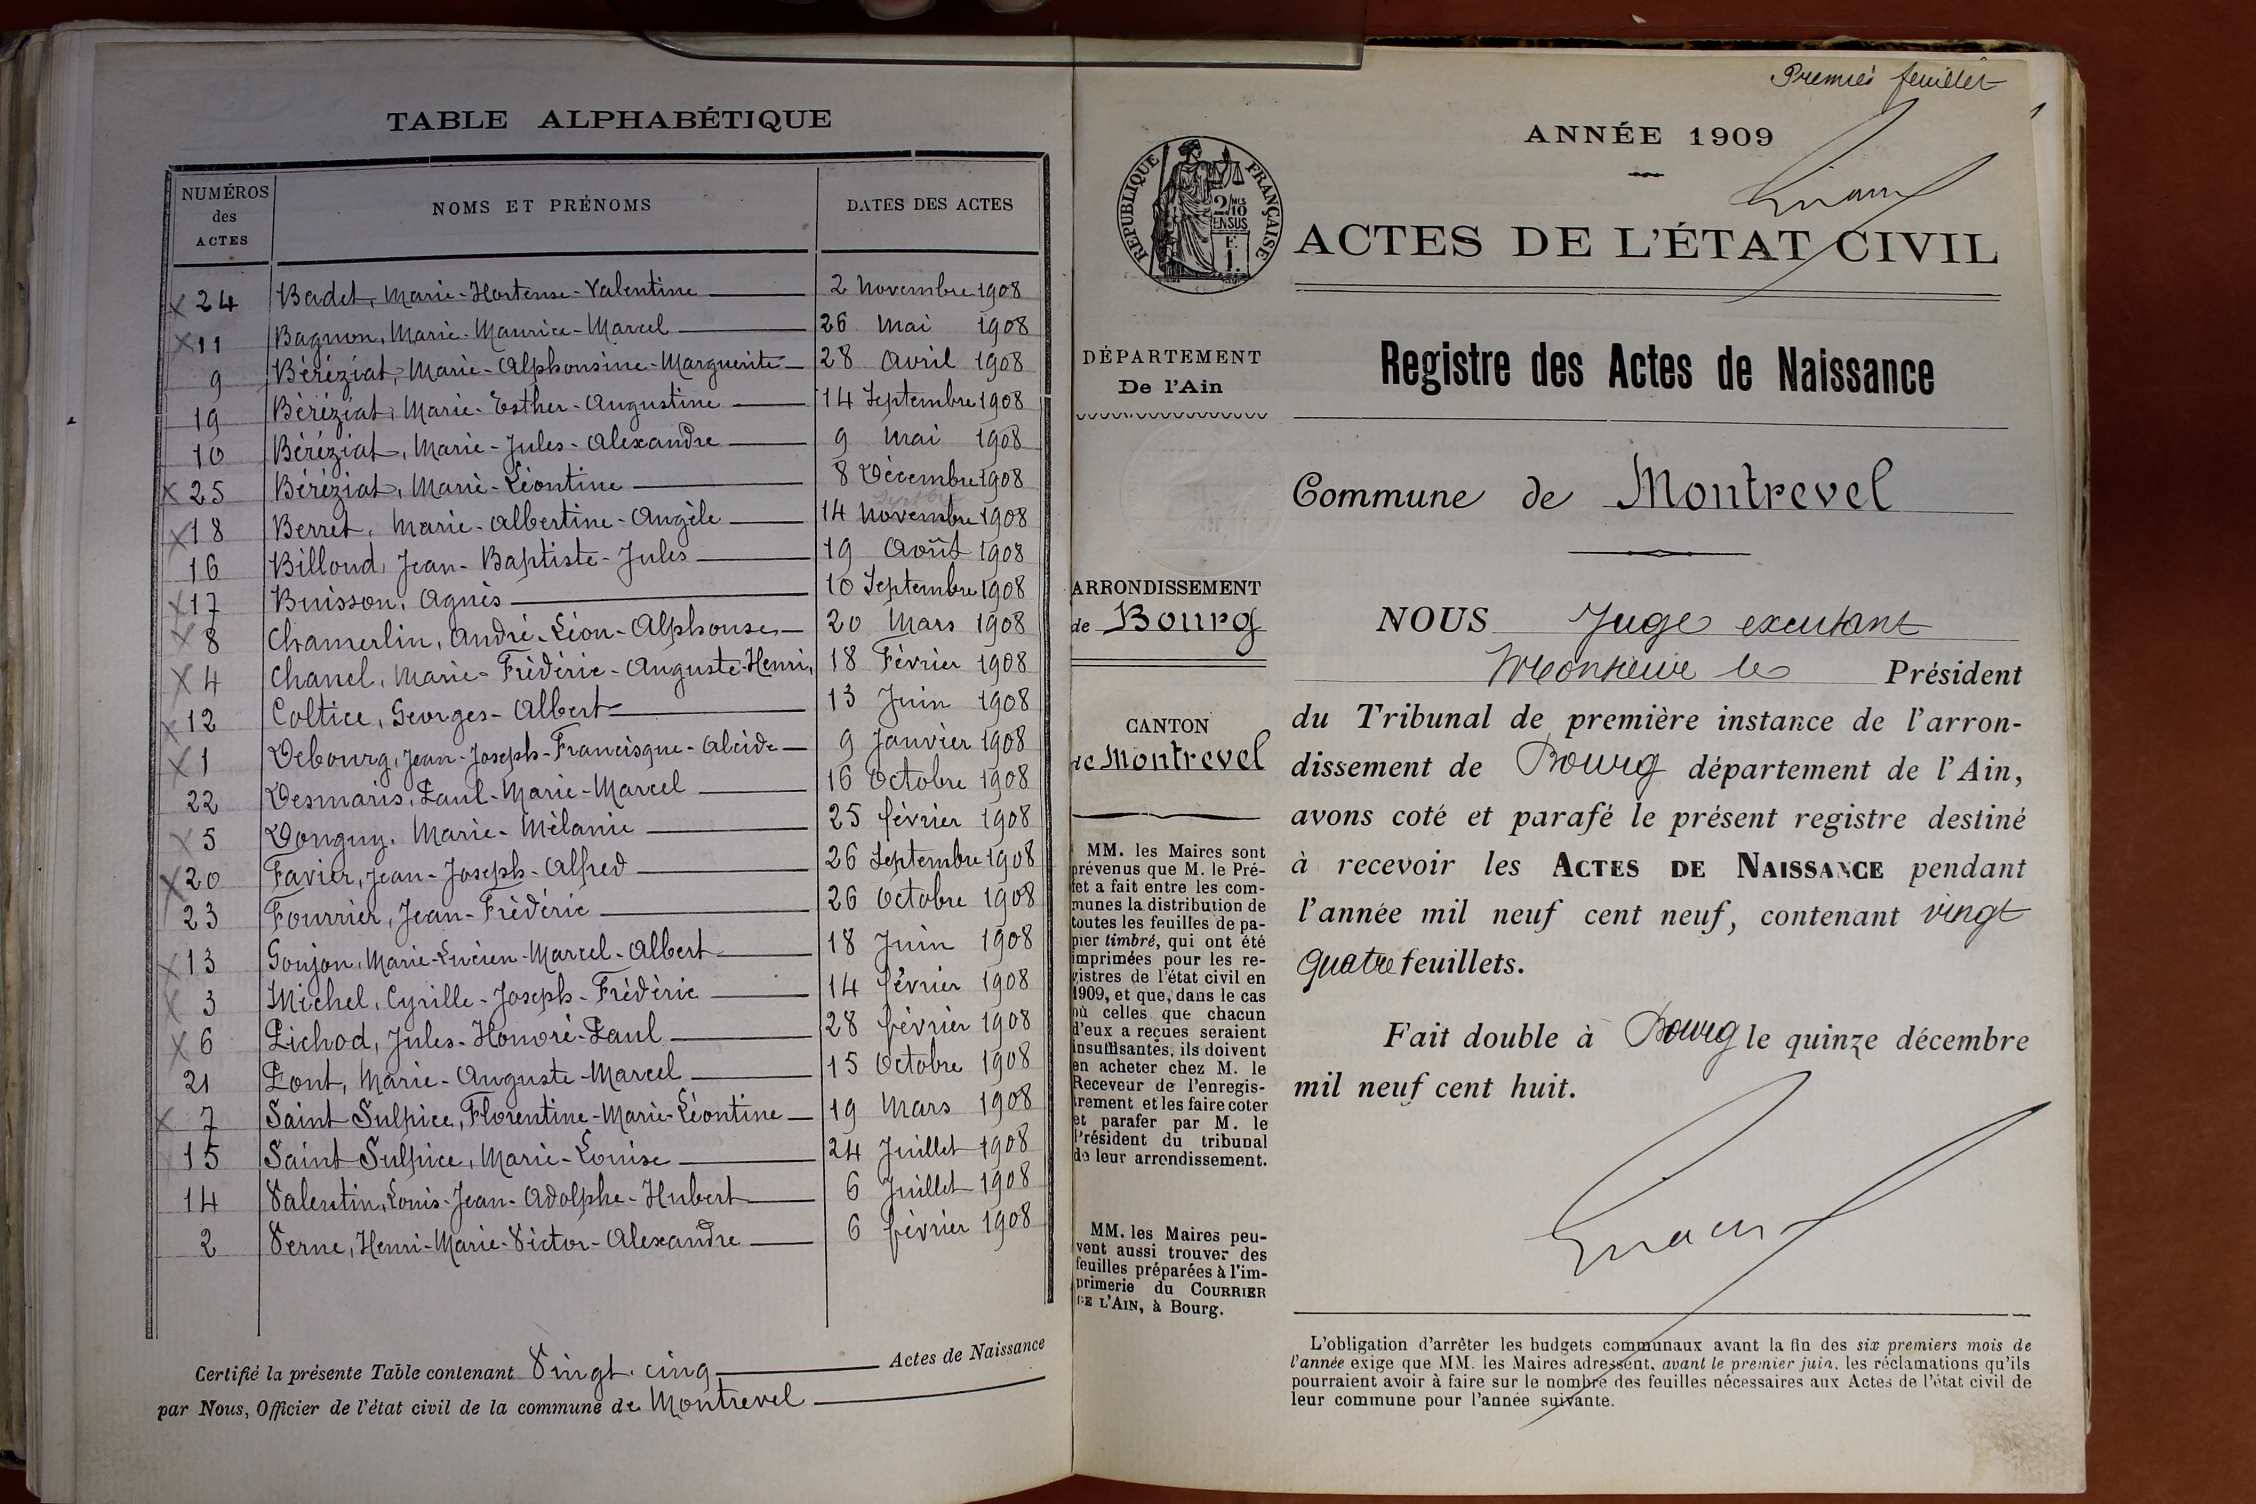 TABLE ALPHABÉTIQUE
NUMÉROS
des
ACTES
NOMS ET PRÉNOMS
DATES DES ACTES
24 Badet, Marie-Hortense-Valentine 2 Novembre 1908
11 Bagnon, Marie-Maurice-Marcel 26 Mai 1908
9 Béréziat, Marie-Alphonsine-Marguerite 28 Avril 1908
19 Béréziat, Marie-Esther-Augustine 14 Septembre 1908
10 Béréziat, Marie-Jules-Alexandre 9 Mai 1908
25 Béréziat, Marie-Léontine 8 Décembre 1908
18 Berret, Marie-Albertine-Angèle 14 Novembre 1908
16 Billoud, Jean-Baptiste-Jules 19 Août 1908
17 Buisson, Agnès 10 Septembre 1908
8 Chamerlin, André-Léon-Alphonse 20 Mars 1908
4 Chanel, Marie-Frédéric-Auguste-Henri, 18 Février 1908
12 Coltice, Georges-Albert 13 Juin 1908
1 Debourg, Jean-Joseph-Francisque-Alcide 9 Janvier 1908
22 Desmaris, Paul-Marie-Marcel 16 Octobre 1908
5 Donguy, Marie-Mélanie 25 février 1908
20 Favier, Jean-Joseph-Alfred 26 Septembre 1908
23 Fourrier, Jean-Frédéric 26 Octobre 1908
13 Goujon, Marie-Lucien-Marcel-Albert 18 Juin 1908
3 Michel, Cyrille-Joseph-Frédéric 14 février 1908
6 Pichod, Jules-Honoré-Paul 28 février 1908
21 Pont, Marie-Auguste-Marcel 15 Octobre 1908
7 Saint Sulpice, Florentine-Marie-Léontine 19 Mars 1908
15 Saint Sulpice, Marie-Louise 24 Juillet 1908
14 Valentin, Louis-Jean-Adolphe-Hubert 6 Juillet 1908
2 Verne, Henri-Marie-Victor-Alexandre 6 février 1908
Certifié la présente Table contenant Vingt-cinq Actes de Naissance
par Nous, Officier de l'état civil de la commune de Montrevel
Premier feuillet
1
ANNÉE 1909
RÉPUBLIQUE FRANÇAISE
ACTES DE L'ÉTAT CIVIL
DÉPARTEMENT
De l'Ain
ARRONDISSEMENT
de Bourg
CANTON
de Montrevel
MM. les Maires sont
prévenus que M. le Pré-
fet a fait entre les com-
munes la distribution de
toutes les feuilles de pa-
pier timbré, qui ont été
imprimées pour les re-
gistres de l'état civil en
1909, et que, dans le cas
où celles que chacun
d'eux a reçues seraient
insuffisantes, ils doivent
en acheter chez M. le
Receveur de l'enregis-
trement et les faire coter
et parafer par M. le
Président du tribunal
de leur arrondissement.
MM. les Maires peu-
vent aussi trouver des
feuilles préparées à l'im-
primerie du COURRIER
DE L'AIN, à Bourg.
Registre des Actes de Naissance
Commune de Montrevel
NOUS Juge excusant
Monsieur le Président
du Tribunal de première instance de l'arron-
dissement de Bourg département de l'Ain,
avons coté et parafé le présent registre destiné
à recevoir les ACTES DE NAISSANCE pendant
l'année mil neuf cent neuf, contenant vingt
quatre feuillets.
Fait double à Bourg le quinze décembre
mil neuf cent huit.
L'obligation d'arrêter les budgets communaux avant la fin des six premiers mois de
l'année exige que MM. les Maires adressent, avant le premier juin, les réclamations qu'ils
pourraient avoir à faire sur le nombre des feuilles nécessaires aux Actes de l'état civil de
leur commune pour l'année suivante.